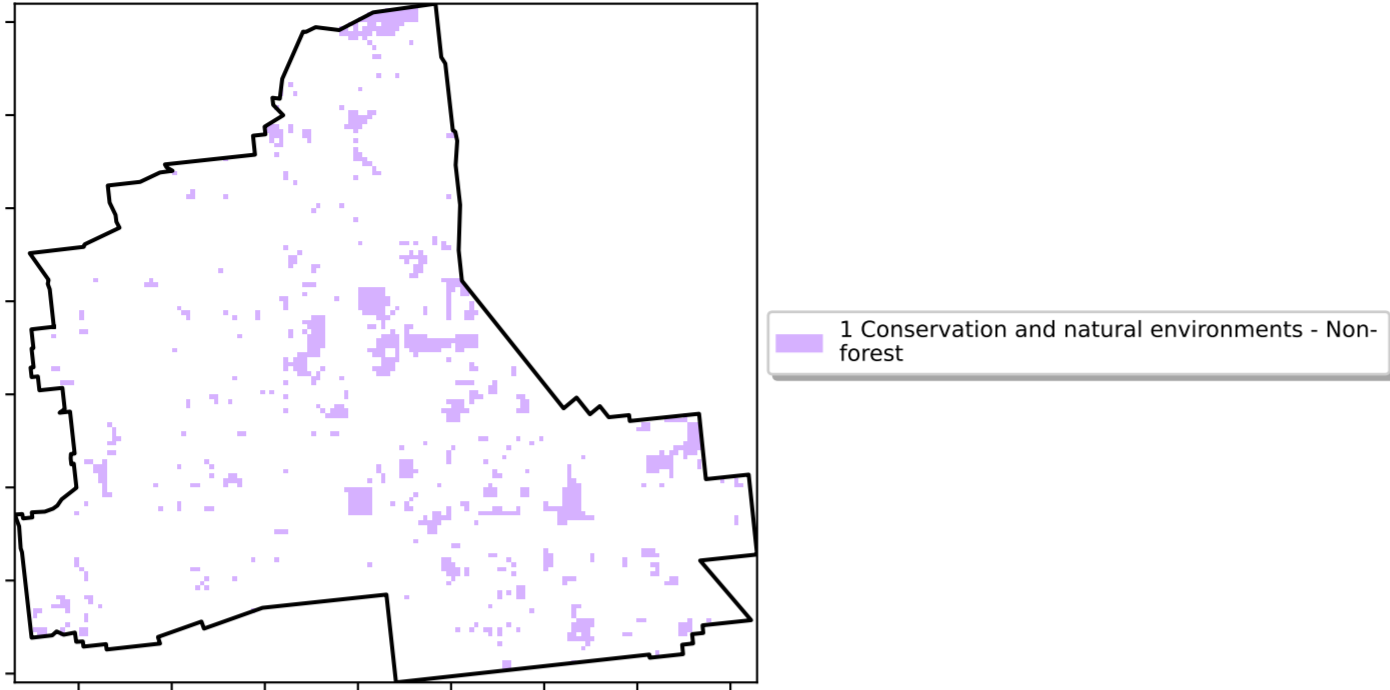 1 Conservation and natural environments - Non-
forest